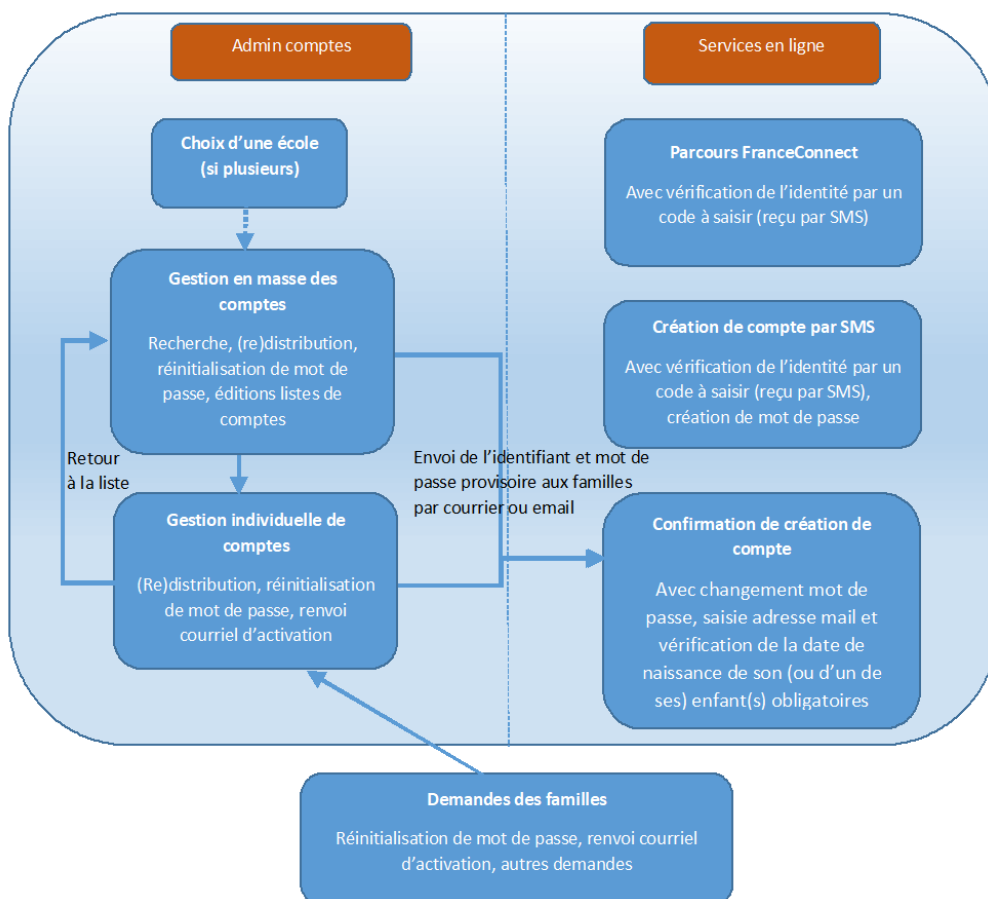 Admin comptes
Services en ligne
Choix d'une école
(si plusieurs)
Parcours FranceConnect
Avec vérification de l'identité par un
code à saisir (reçu par SMS)
Gestion en masse des
comptes
Recherche, (re)distribution,
réinitialisation de mot de
passe, éditions listes de
comptes
Création de compte par SMS
Avec vérification de l'identité par un
code à saisir (reçu par SMS),
création de mot de passe
Retour
à la liste
Envoi de l'identifiant et mot de
passe provisoire aux familles
par courrier ou email
Gestion individuelle de
comptes
(Re)distribution, réinitialisation
de mot de passe, renvoi
courriel d'activation
Confirmation de création de
compte
Avec changement mot de
passe, saisie adresse mail et
vérification de la date de
naissance de son (ou d'un de
ses) enfant(s) obligatoires
Demandes des familles
Réinitialisation de mot de passe, renvoi courriel
d'activation, autres demandes